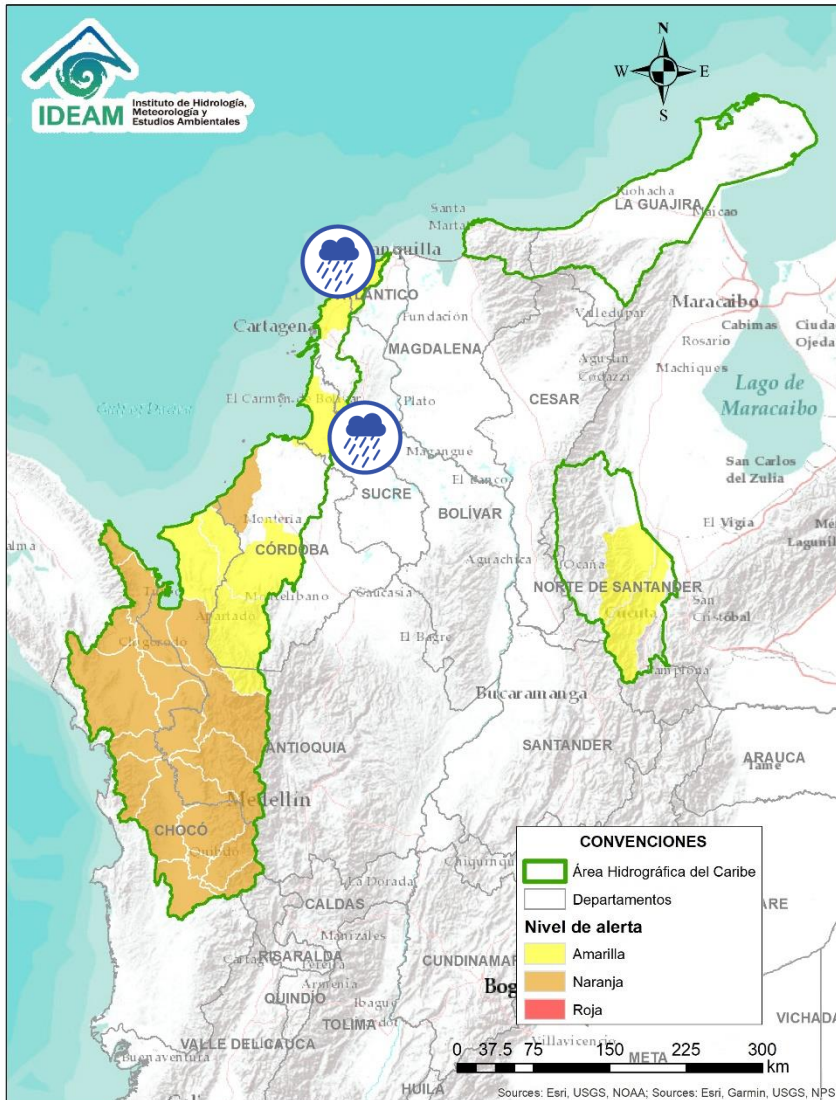 IDEAM
Instituto de Hidrología,
Meteorología y
Estudios Ambientales
N
W
E
S
Riohacha
LA GUAJIRA
Maicao
Santa
Marta
Maracaibo
Cabimas
Ciudad
Ojeda
Rosario
Machiques
Lago de
Maracaibo
San Carlos
del Zulia
El Vigía
Cartagena
Fundación
MAGDALENA
Valledupar
Agustín
Codazzi
CESAR
Plato
El Carmen de Bolívar
Magangué
SUCRE
El Banco
BOLÍVAR
Montería
CÓRDOBA
Aguachica
Ocaña
NORTE DE SANTANDER
Cúcuta
San
Cristóbal
Montelíbano
Caucasia
Apartadó
El Bagre
Chigorodó
Pamplona
Bucaramanga
SANTANDER
ARAUCA
Tame
ANTIOQUIA
Medellín
CHOCÓ
Quibdó
La Dorada
CALDAS
Manizales
RISARALDA
Pereira
Armenia
QUINDÍO
Ibagué
TOLIMA
CUNDINAMAR
Bog
VICHADA
Villavicencio
META
VALLE DEL CAUCA
Buenaventura
HUILA
CONVENCIONES
Área Hidrográfica del Caribe
Departamentos
Nivel de alerta
Amarilla
Naranja
Roja
0 37.5 75 150 225 300
km
Sources: Esri, USGS, NOAA; Sources: Esri, Garmin, USGS, NPS